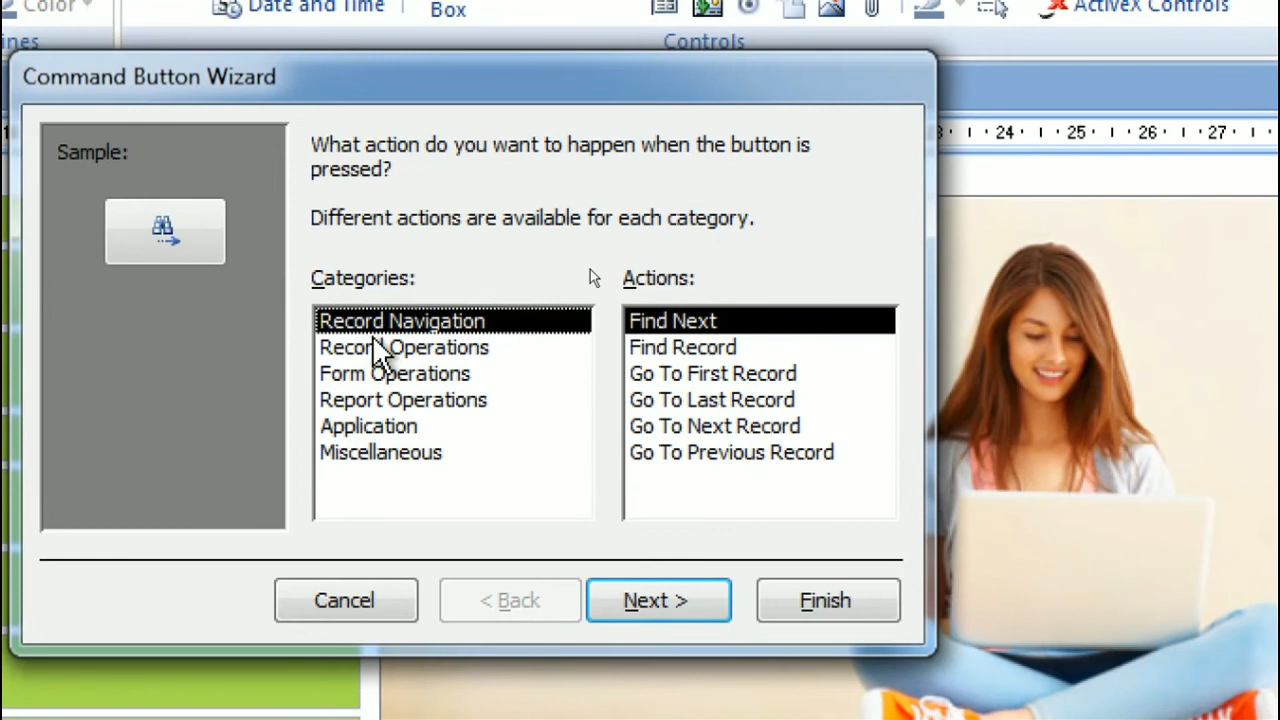 Color
Date and Time
Box
ActiveX Controls
nes
Controls
Command Button Wizard
24 25 26 27
Sample:
What action do you want to happen when the button is
pressed?
Different actions are available for each category.
Categories:
Actions:
Record Navigation
Record Operations
Form Operations
Report Operations
Application
Miscellaneous
Find Next
Find Record
Go To First Record
Go To Last Record
Go To Next Record
Go To Previous Record
Cancel
< Back
Next >
Finish